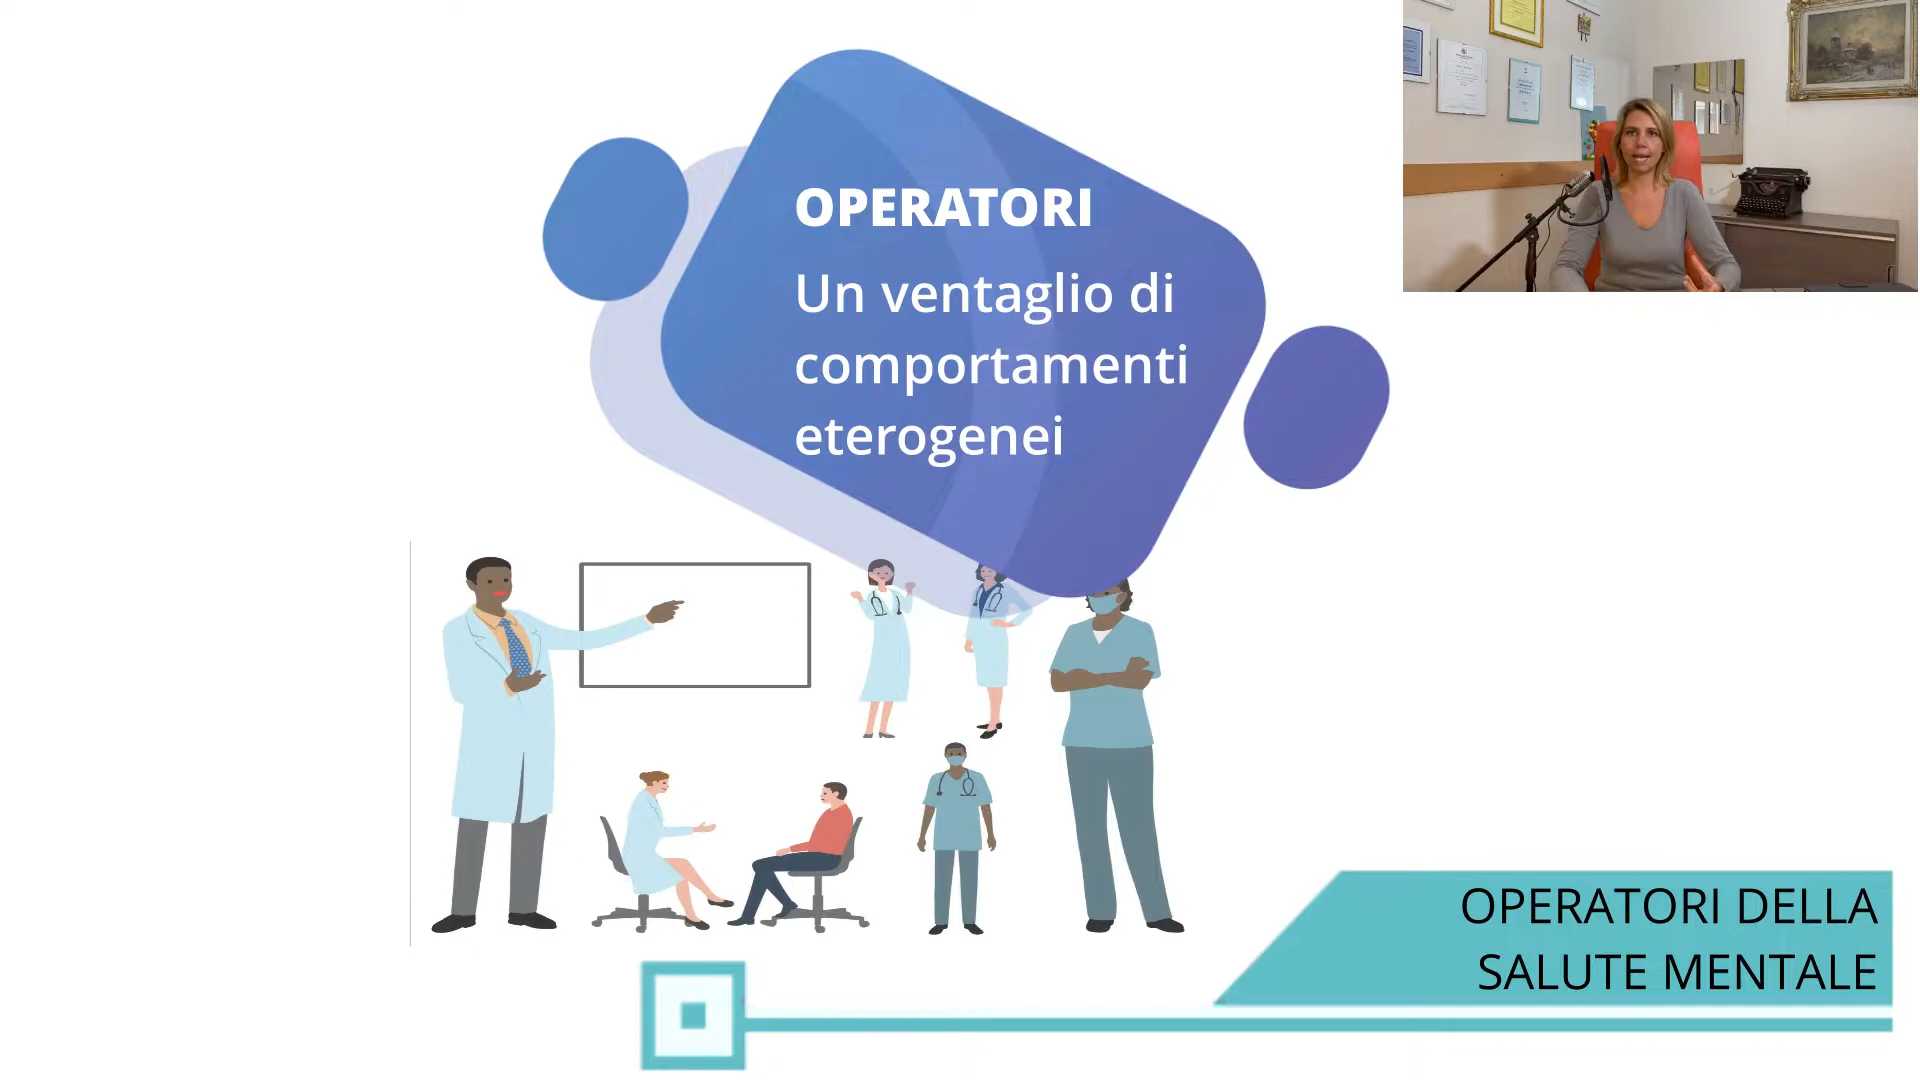 OPERATORI
Un ventaglio di
comportamenti
eterogenei
OPERATORI DELLA
SALUTE MENTALE